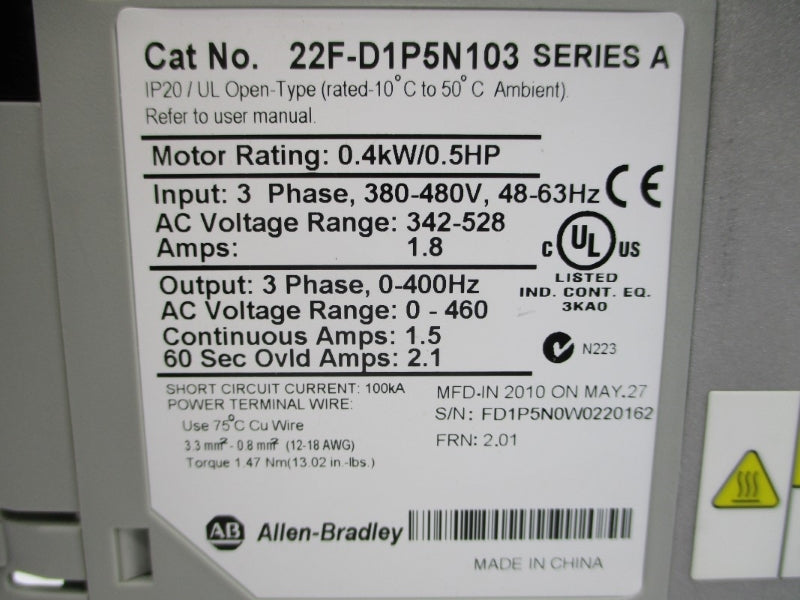 Cat No. 22F-D1P5N103 SERIES A
IP20 / UL Open-Type (rated-10°C to 50°C Ambient).
Refer to user manual.
Motor Rating: 0.4kW/0.5HP
Input: 3 Phase, 380-480V, 48-63Hz
CE
AC Voltage Range: 342-528
Amps: 1.8
C UL US
LISTED
IND. CONT. EQ.
3KA0
Output: 3 Phase, 0-400Hz
AC Voltage Range: 0 - 460
Continuous Amps: 1.5
60 Sec Ovld Amps: 2.1
N223
SHORT CIRCUIT CURRENT: 100kA
POWER TERMINAL WIRE:
Use 75°C Cu Wire
3.3 mm² - 0.8 mm² (12-18 AWG)
Torque 1.47 Nm(13.02 in.-lbs.)
MFD-IN 2010 ON MAY.27
S/N: FD1P5N0W0220162
FRN: 2.01
AB Allen-Bradley
MADE IN CHINA